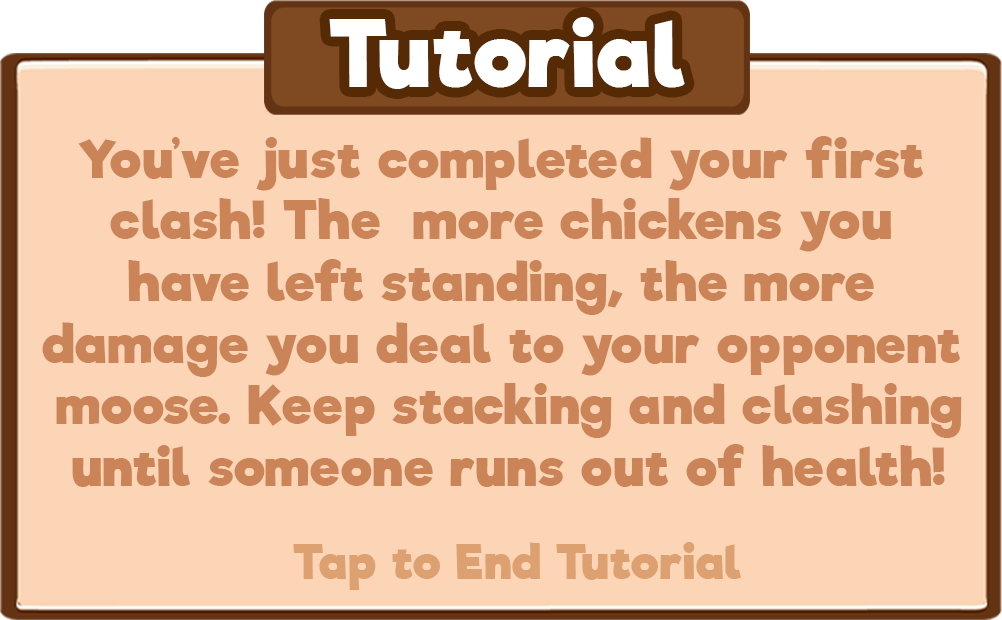 Tutorial
You've just completed your first
clash! The more chickens you
have left standing, the more
damage you deal to your opponent
moose. Keep stacking and clashing
until someone runs out of health!
Tap to End Tutorial